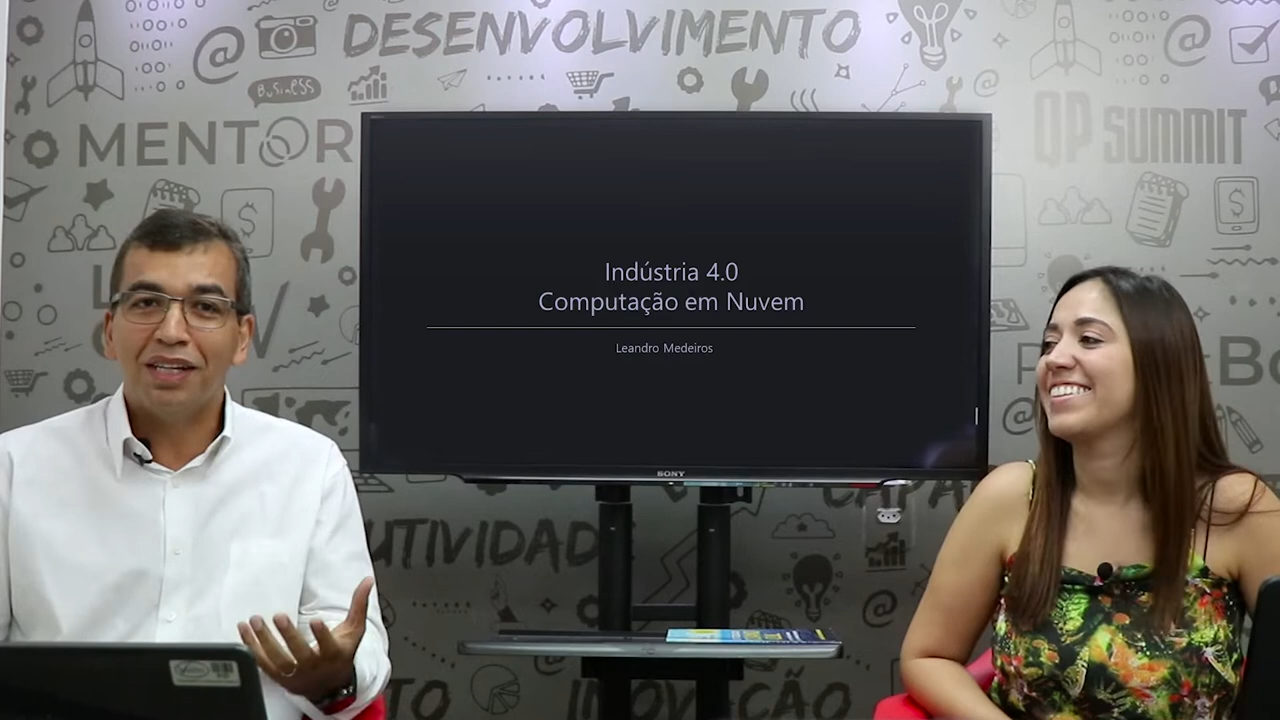 DESENVOLVIMENTO
BUSINESS
MENTOR
QP SUMMIT
Indústria 4.0
Computação em Nuvem
Leandro Medeiros
SONY
UTIVIDADE
INOVAÇÃO